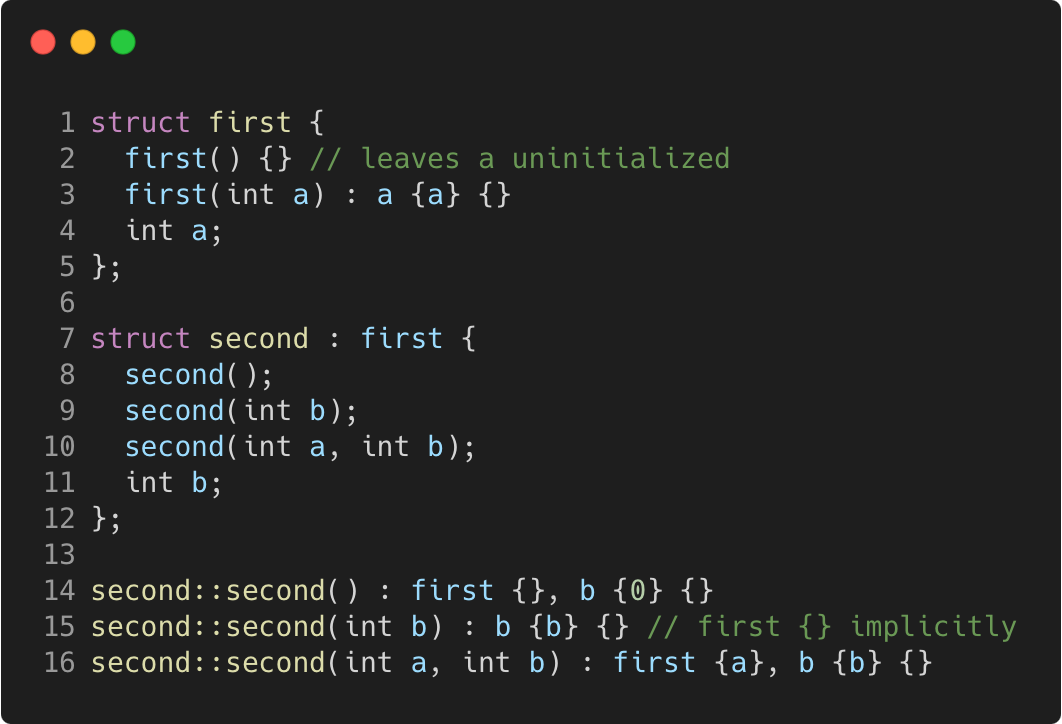 1 struct first {
2   first() {} // leaves a uninitialized
3   first(int a) : a {a} {}
4   int a;
5 };
6
7 struct second : first {
8   second();
9   second(int b);
10   second(int a, int b);
11   int b;
12 };
13
14 second::second() : first {}, b {0} {}
15 second::second(int b) : b {b} {} // first {} implicitly
16 second::second(int a, int b) : first {a}, b {b} {}